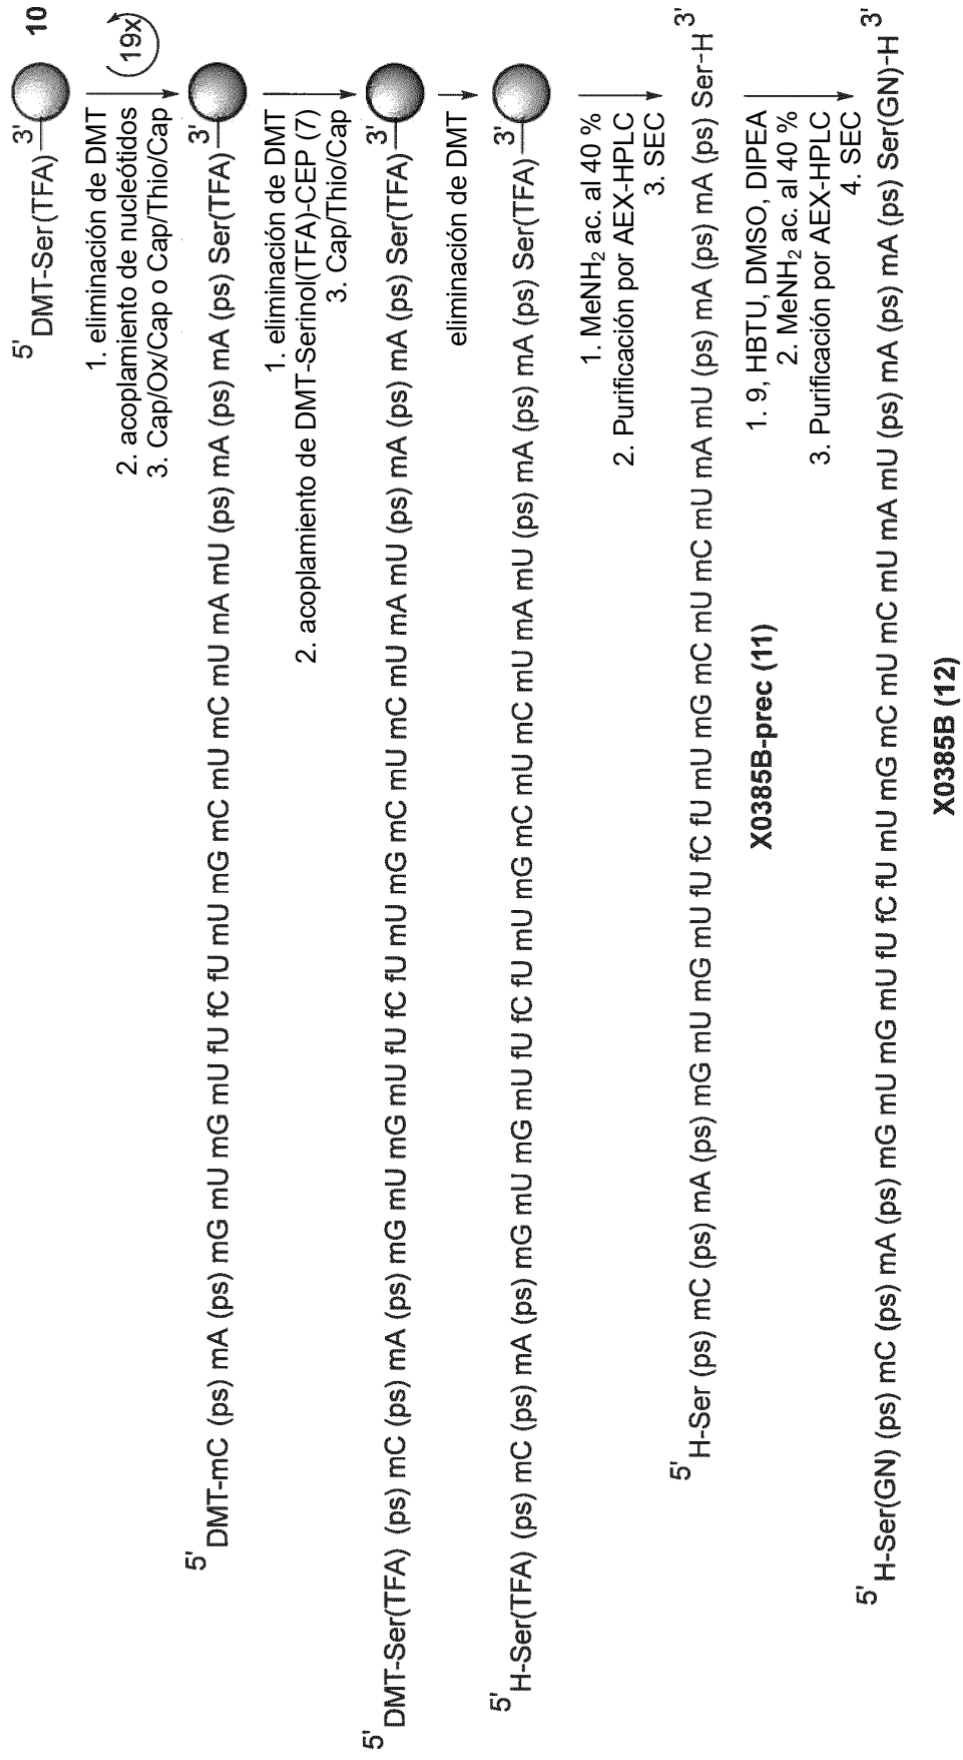 5' DMT-Ser(TFA) 3' 10
1. eliminación de DMT
2. acoplamiento de nucleótidos
3. Cap/Ox/Cap o Cap/Thio/Cap
19x
5' DMT-mC (ps) mA (ps) mG mU mG mU fU fC fU mU mG mC mU mC mU mA mU (ps) mA (ps) mA (ps) Ser(TFA) 3'
1. eliminación de DMT
2. acoplamiento de DMT-Serinol(TFA)-CEP (7)
3. Cap/Thio/Cap
5' DMT-Ser(TFA) (ps) mC (ps) mA (ps) mG mU mG mU fU fC fU mU mG mC mU mC mU mA mU (ps) mA (ps) mA (ps) Ser(TFA) 3'
eliminación de DMT
5' H-Ser(TFA) (ps) mC (ps) mA (ps) mG mU mG mU fU fC fU mU mG mC mU mC mU mA mU (ps) mA (ps) mA (ps) Ser(TFA) 3'
1. MeNH2 ac. al 40 %
2. Purificación por AEX-HPLC
3. SEC
5' H-Ser (ps) mC (ps) mA (ps) mG mU mG mU fU fC fU mU mG mC mU mC mU mA mU (ps) mA (ps) mA (ps) Ser-H 3'
X0385B-prec (11)
1. 9, HBTU, DMSO, DIPEA
2. MeNH2 ac. al 40 %
3. Purificación por AEX-HPLC
4. SEC
5' H-Ser(GN) (ps) mC (ps) mA (ps) mG mU mG mU fU fC fU mU mG mC mU mC mU mA mU (ps) mA (ps) mA (ps) Ser(GN)-H 3'
X0385B (12)